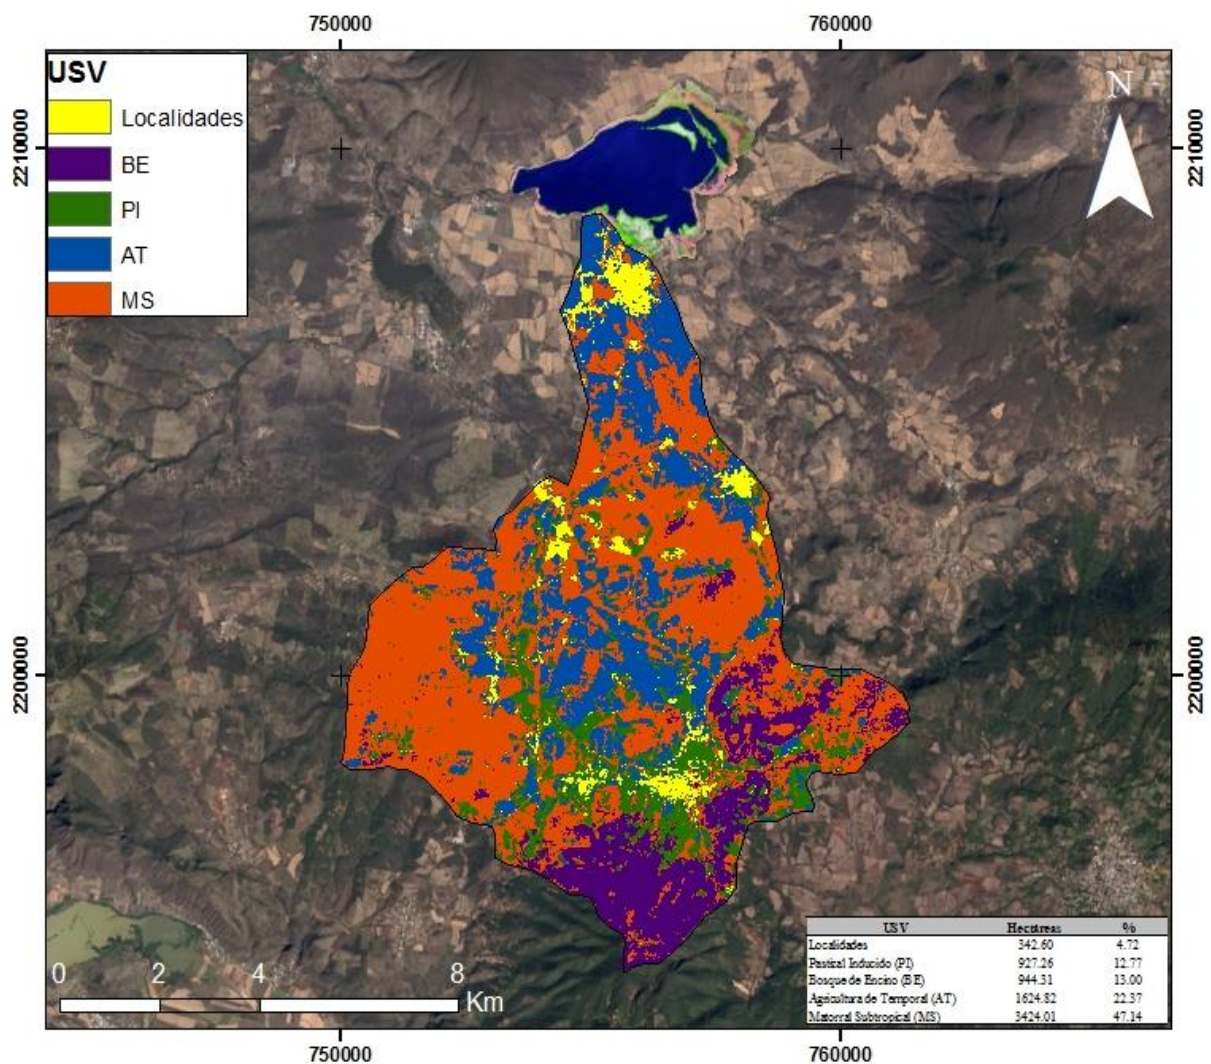 750000 760000
USV
Localidades
BE
PI
AT
MS
N
2210000 2210000
2200000 2200000
0 2 4 8
Km
USV Hectáreas %
Localidades 342.60 4.72
Pastizal Inducido (PI) 927.26 12.77
Bosque de Encino (BE) 944.31 13.00
Agricultura de Temporal (AT) 1624.82 22.37
Matorral Subtropical (MS) 3424.01 47.14
750000 760000